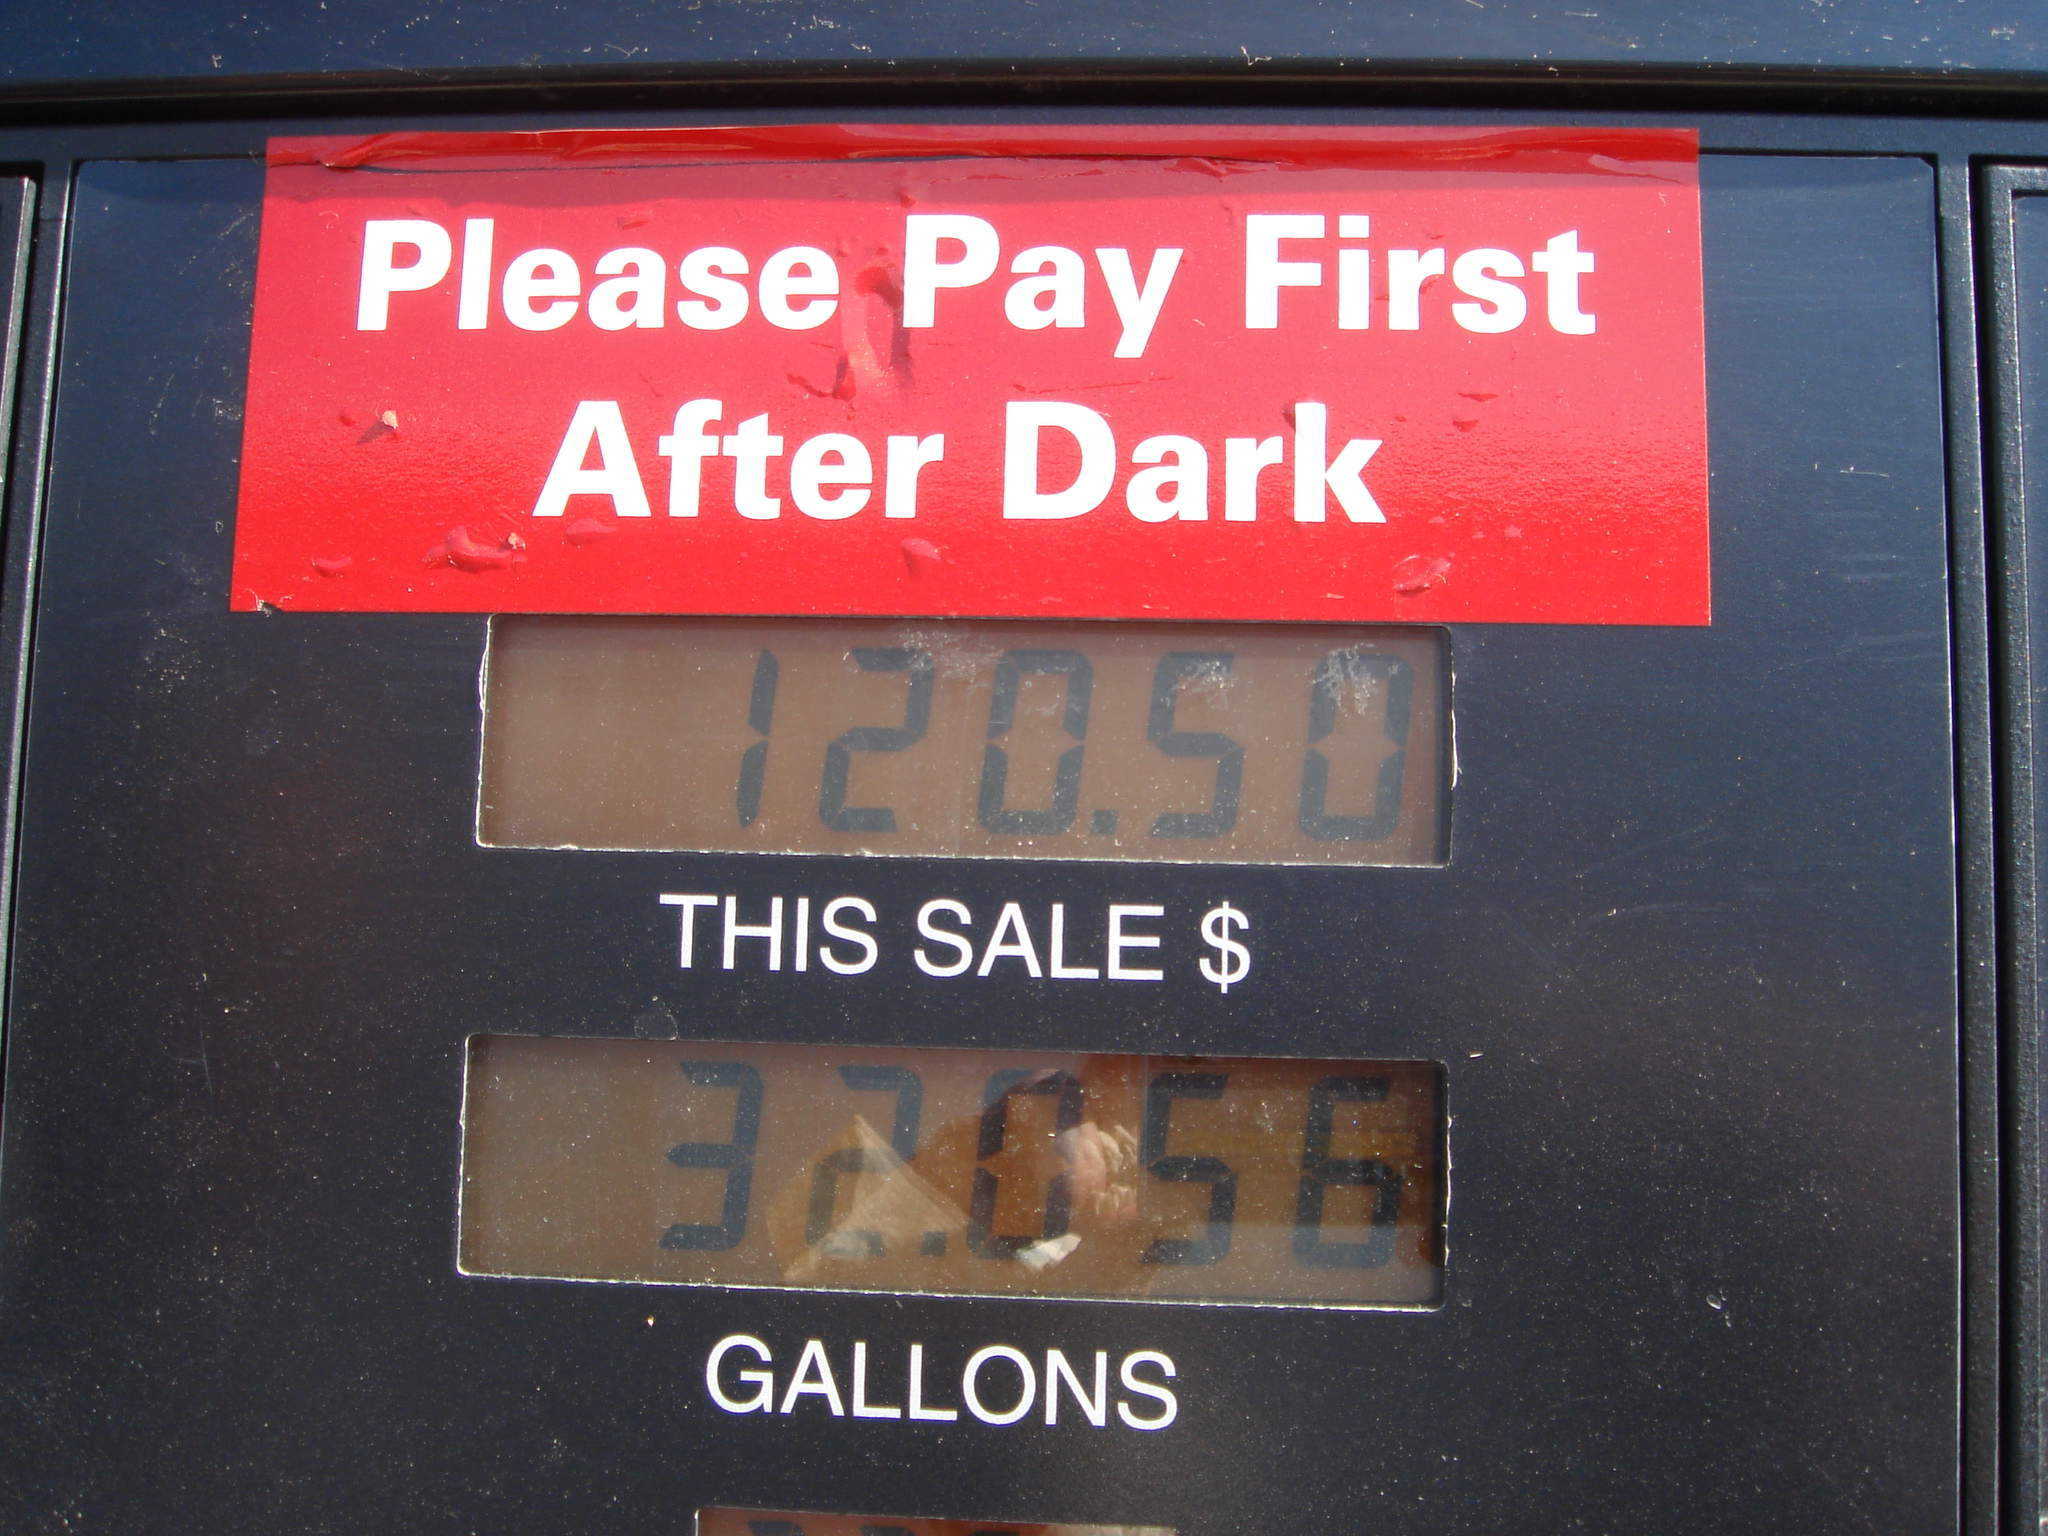 Please Pay First
After Dark
120.50
THIS SALE $
32.056
GALLONS